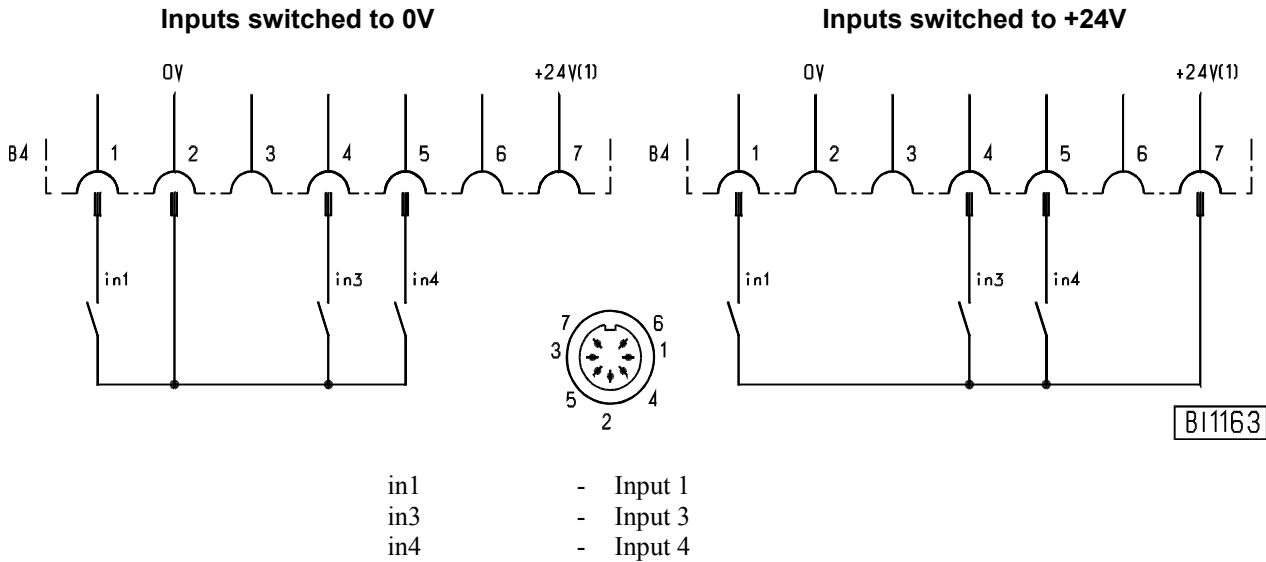 Inputs switched to 0V
Inputs switched to +24V
0V
+24V(1)
0V
+24V(1)
B4
1
2
3
4
5
6
7
B4
1
2
3
4
5
6
7
in1
in3
in4
in1
in3
in4
7
6
3
1
5
4
2
BI1163
in1 - Input 1
in3 - Input 3
in4 - Input 4